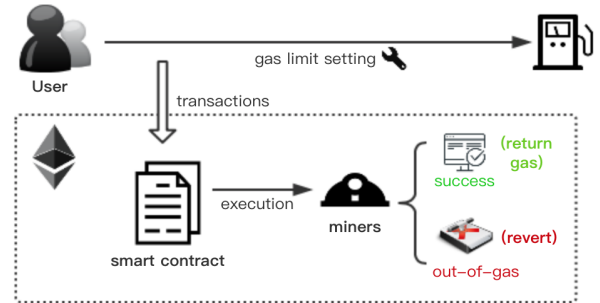 gas limit setting
User
transactions
(return
gas)
success
execution
miners
(revert)
smart contract
out-of-gas